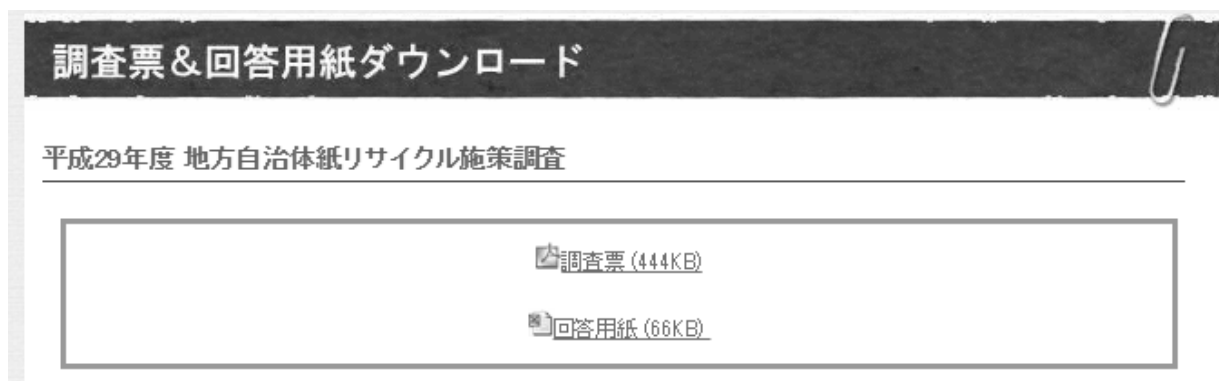 調査票＆回答用紙ダウンロード
平成29年度 地方自治体紙リサイクル施策調査
調査票(444KB)
回答用紙(66KB)